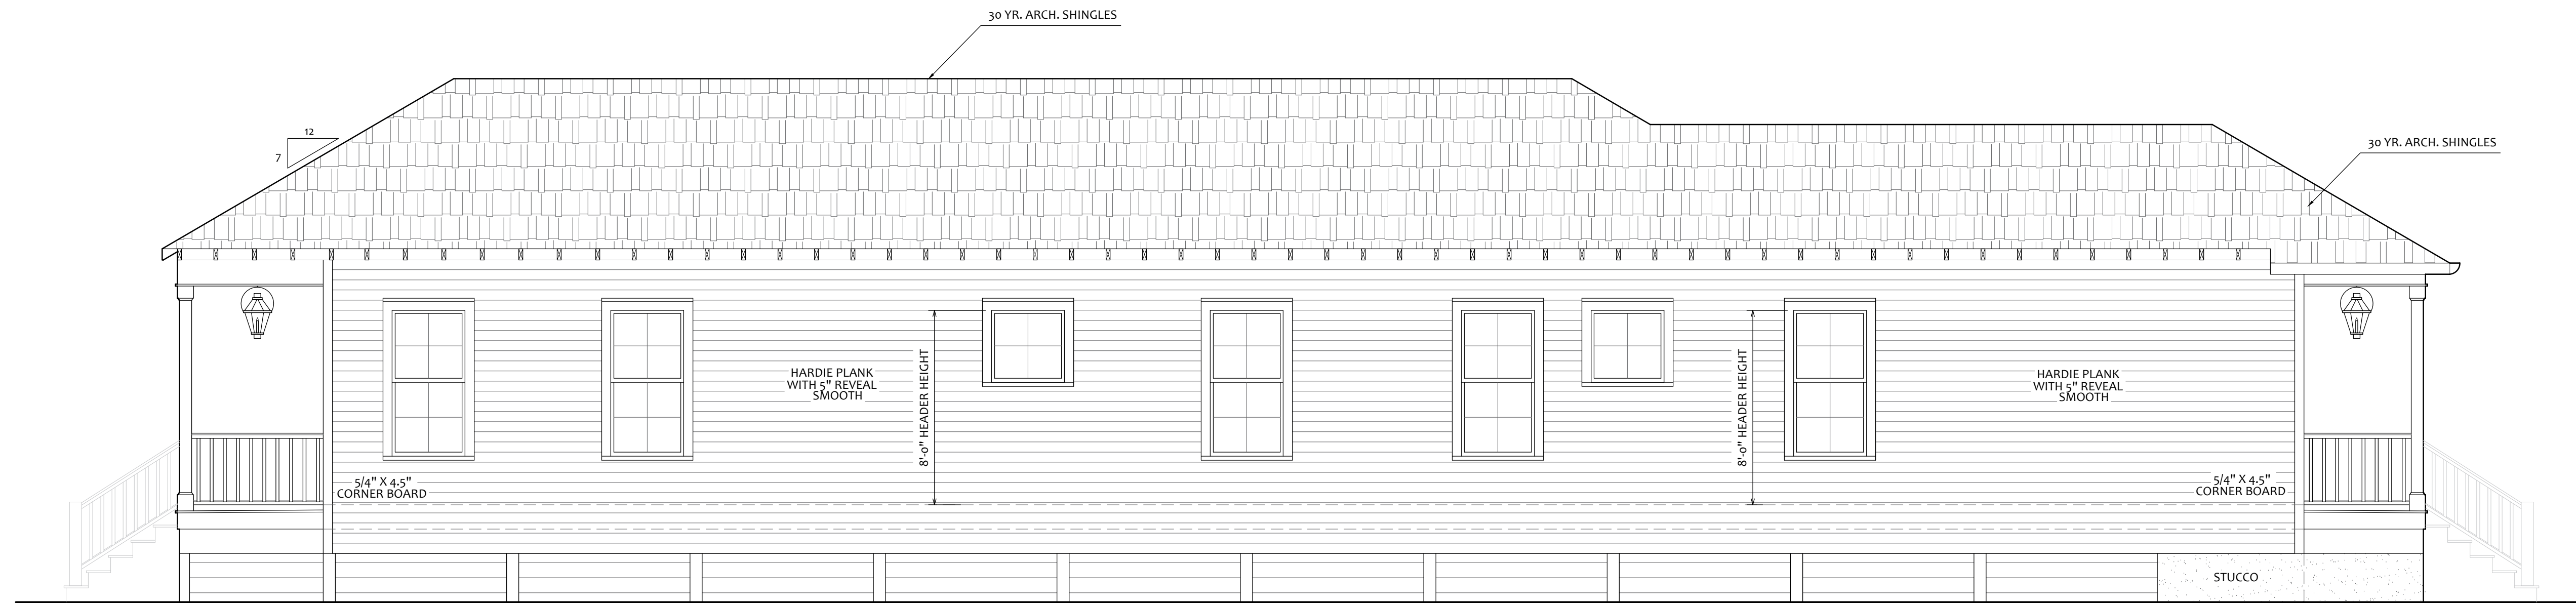 30 YR. ARCH. SHINGLES
12
7
30 YR. ARCH. SHINGLES
HARDIE PLANK
WITH 5" REVEAL
SMOOTH
8'-0" HEADER HEIGHT
8'-0" HEADER HEIGHT
HARDIE PLANK
WITH 5" REVEAL
SMOOTH
5/4" X 4.5"
CORNER BOARD
5/4" X 4.5"
CORNER BOARD
STUCCO